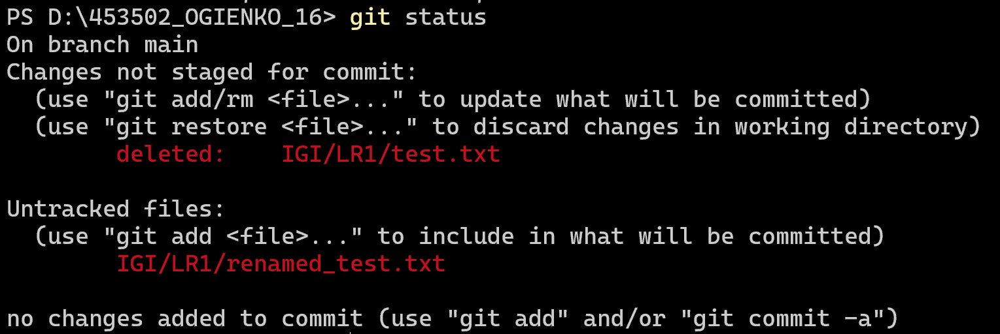 PS D:\453502_OGIENKO_16> git status
On branch main
Changes not staged for commit:
  (use "git add/rm <file>..." to update what will be committed)
  (use "git restore <file>..." to discard changes in working directory)
        deleted:    IGI/LR1/test.txt

Untracked files:
  (use "git add <file>..." to include in what will be committed)
        IGI/LR1/renamed_test.txt

no changes added to commit (use "git add" and/or "git commit -a")